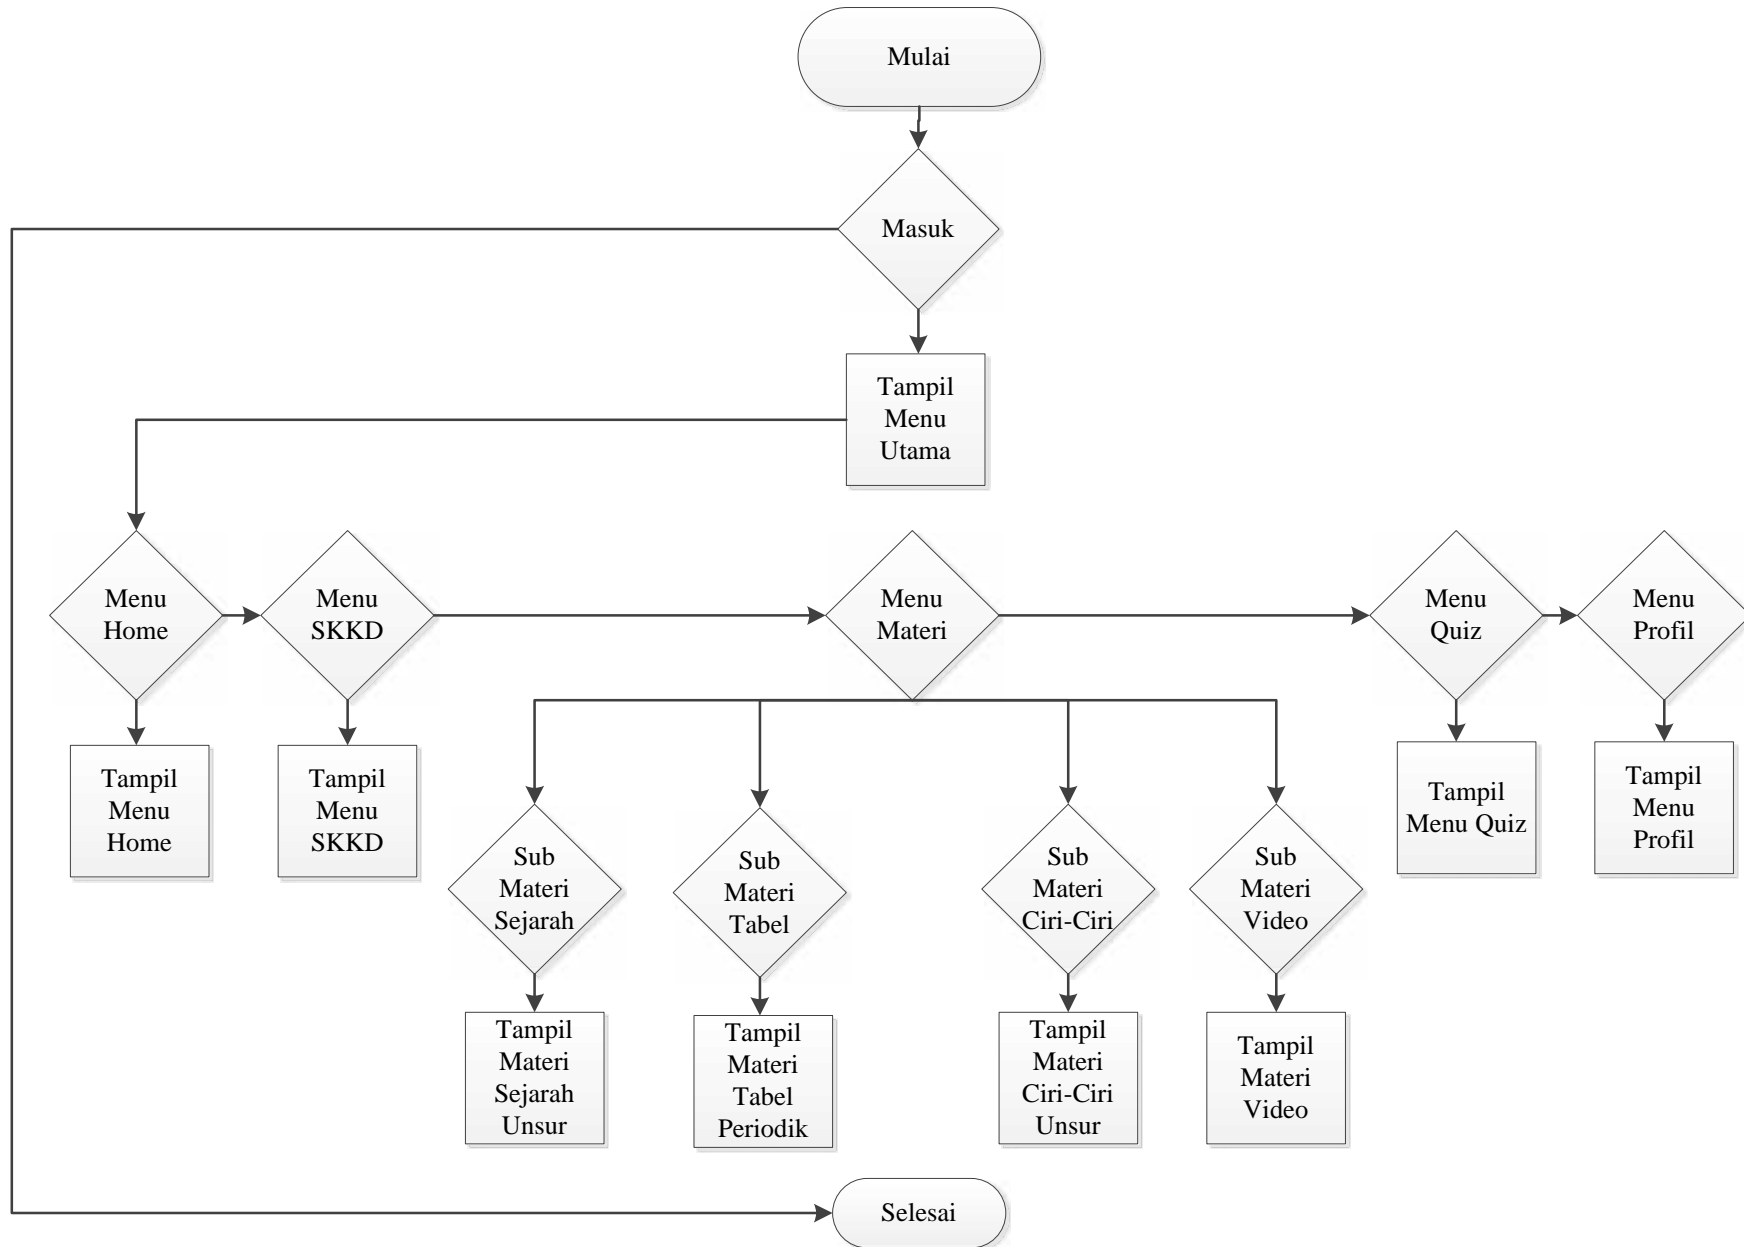 Mulai
Masuk
Tampil
Menu
Utama
Menu
Home
Menu
SKKD
Menu
Materi
Menu
Quiz
Menu
Profil
Tampil
Menu
Home
Tampil
Menu
SKKD
Tampil
Menu Quiz
Tampil
Menu
Profil
Sub
Materi
Sejarah
Sub
Materi
Tabel
Sub
Materi
Ciri-Ciri
Sub
Materi
Video
Tampil
Materi
Sejarah
Unsur
Tampil
Materi
Tabel
Periodik
Tampil
Materi
Ciri-Ciri
Unsur
Tampil
Materi
Video
Selesai